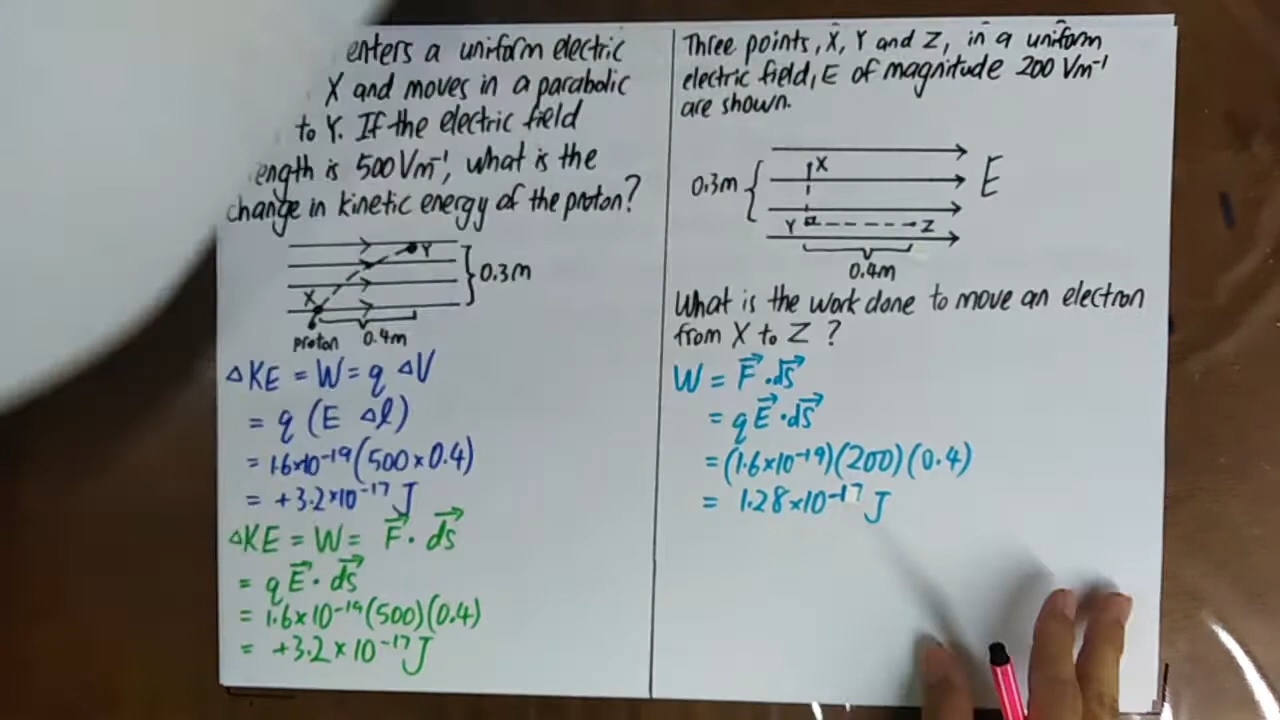 enters a uniform electric
X and moves in a parabolic
to Y. If the electric field
ength is 500 Vm⁻¹, what is the
change in kinetic energy of the proton?
Y
0.3m
X
proton 0.4m
ΔKE = W = q ΔV
= q (E Δl)
= 1.6×10⁻¹⁹ (500 × 0.4)
= +3.2×10⁻¹⁷ J
ΔKE = W = F⃗ · ds⃗
= q E⃗ · ds⃗
= 1.6×10⁻¹⁹ (500) (0.4)
= +3.2 × 10⁻¹⁷ J
Three points, X, Y and Z, in a uniform
electric field, E of magnitude 200 Vm⁻¹
are shown.
X
0.3m
E
Y Z
0.4m
What is the work done to move an electron
from X to Z ?
W = F⃗ · ds⃗
= q E⃗ · ds⃗
= (1.6×10⁻¹⁹) (200) (0.4)
= 1.28×10⁻¹⁷ J